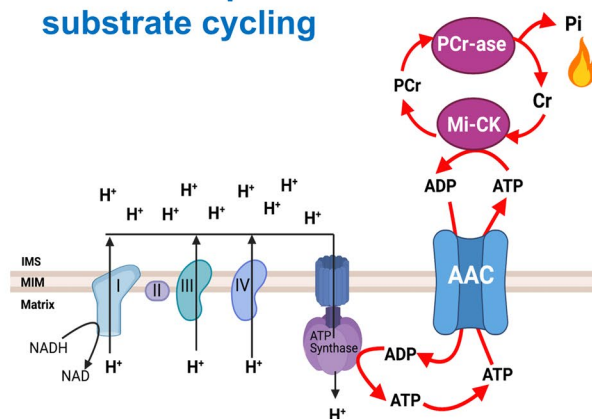 substrate cycling
PCr-ase
Pi
PCr
Cr
Mi-CK
ADP
ATP
H⁺
H⁺
H⁺
H⁺
H⁺
H⁺
H⁺
H⁺
H⁺
IMS
MIM
Matrix
I
II
III
IV
AAC
NADH
NAD
H⁺
H⁺
H⁺
ATP
Synthase
ADP
ATP
ATP
H⁺